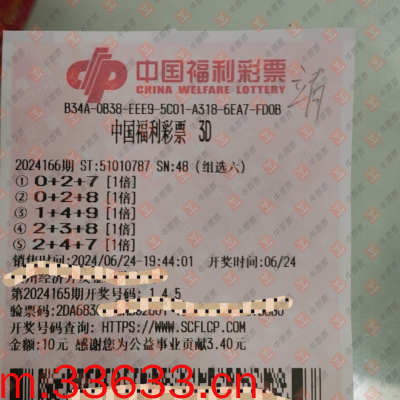 中国福利彩票
CHINA WELFARE LOTTERY
B34A-0B38-EEE9-5C01-A318-6EA7-FD0B
中国福利彩票 3D
2024166期 ST:51010787 SN:48 (组选六)
① 0+2+7 [1倍]
② 0+2+8 [1倍]
③ 1+4+9 [1倍]
④ 2+3+8 [1倍]
⑤ 2+4+7 [1倍]
销售时间:2024/06/24-19:44:01 开奖时间:06/24
第2024165期开奖号码: 1 4 5
验票码:2DA6B3
开奖号码查询: HTTPS://WWW.SCFLCP.COM
金额:10元 感谢您为公益事业贡献3.40元
m.33633.cn